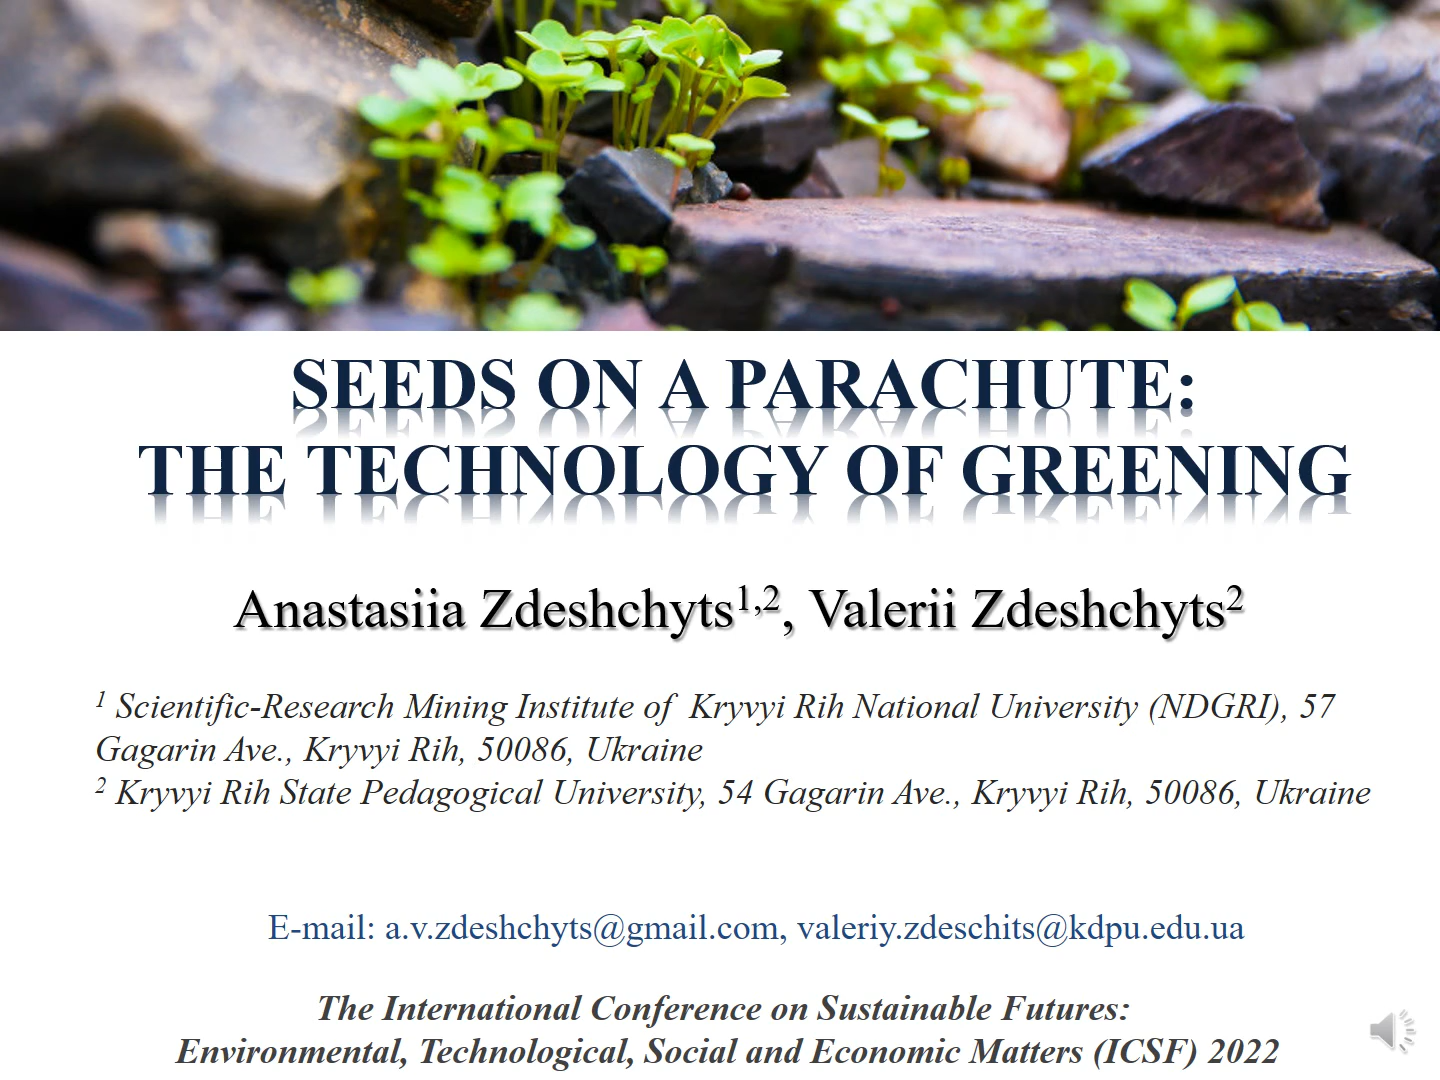 SEEDS ON A PARACHUTE:
THE TECHNOLOGY OF GREENING
Anastasiia Zdeshchyts1,2, Valerii Zdeshchyts2
1 Scientific-Research Mining Institute of Kryvyi Rih National University (NDGRI), 57
Gagarin Ave., Kryvyi Rih, 50086, Ukraine
2 Kryvyi Rih State Pedagogical University, 54 Gagarin Ave., Kryvyi Rih, 50086, Ukraine
E-mail: a.v.zdeshchyts@gmail.com, valeriy.zdeschits@kdpu.edu.ua
The International Conference on Sustainable Futures:
Environmental, Technological, Social and Economic Matters (ICSF) 2022